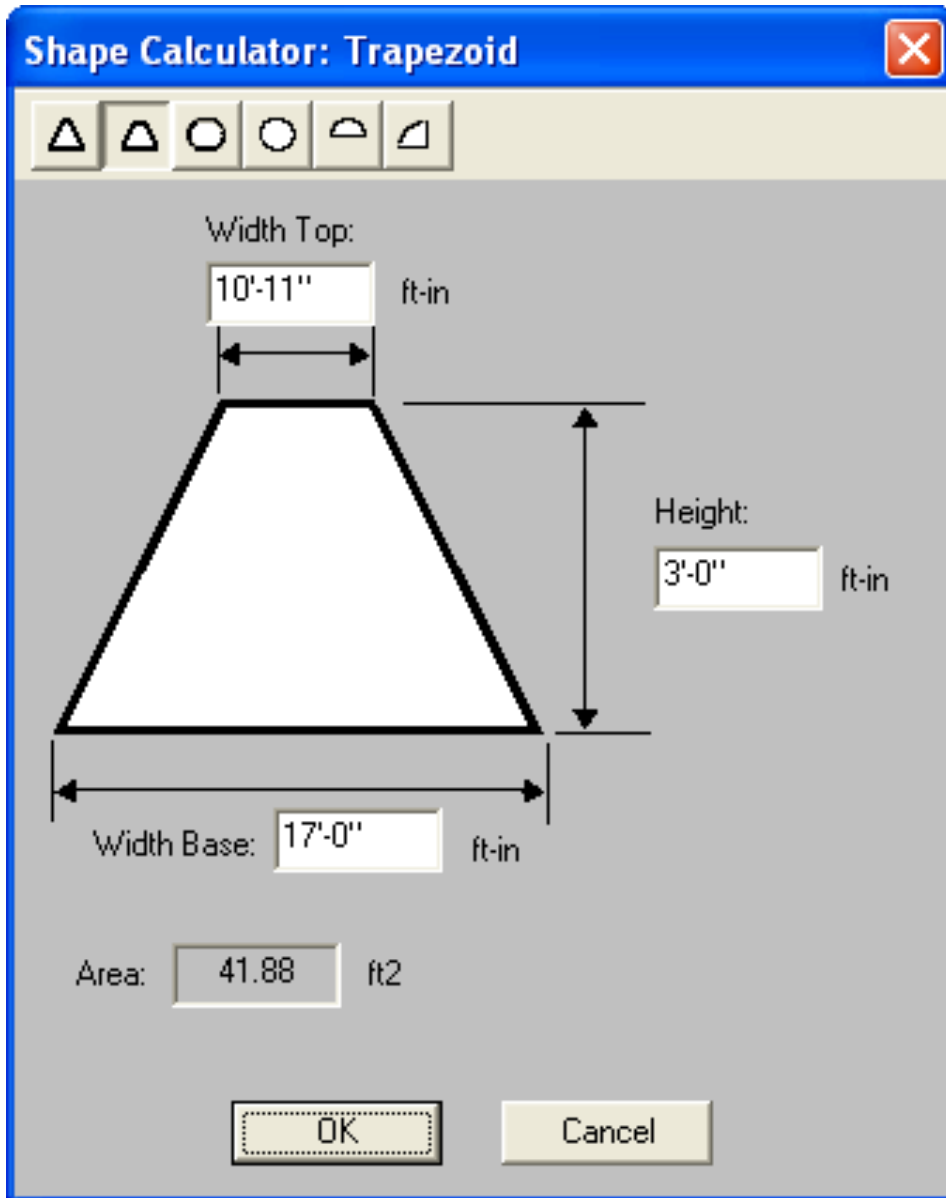 Shape Calculator: Trapezoid
Width Top:
10'-11" ft-in
Height:
3'-0" ft-in
Width Base: 17'-0" ft-in
Area: 41.88 ft2
OK Cancel